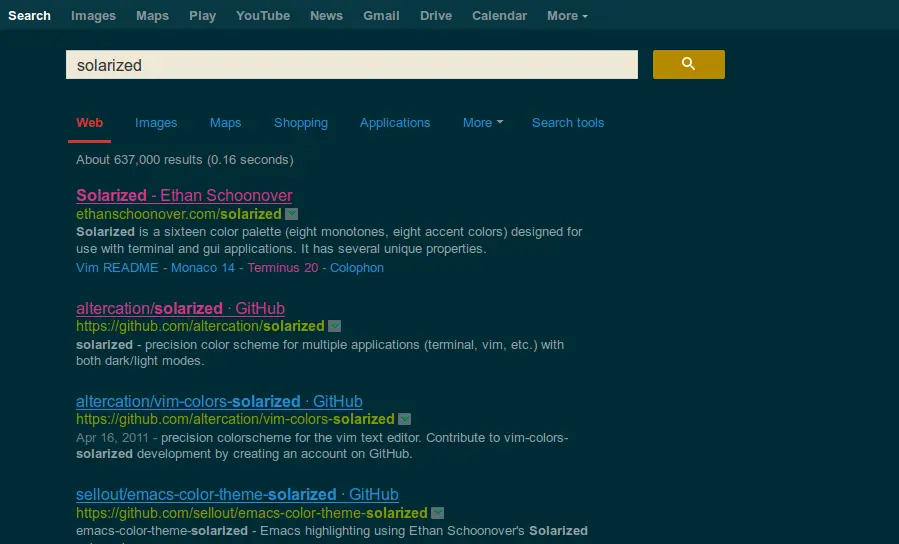 Search Images Maps Play YouTube News Gmail Drive Calendar More
solarized
Web Images Maps Shopping Applications More Search tools
About 637,000 results (0.16 seconds)
Solarized - Ethan Schoonover
ethanschoonover.com/solarized
Solarized is a sixteen color palette (eight monotones, eight accent colors) designed for
use with terminal and gui applications. It has several unique properties.
Vim README - Monaco 14 - Terminus 20 - Colophon
altercation/solarized · GitHub
https://github.com/altercation/solarized
solarized - precision color scheme for multiple applications (terminal, vim, etc.) with
both dark/light modes.
altercation/vim-colors-solarized · GitHub
https://github.com/altercation/vim-colors-solarized
Apr 16, 2011 - precision colorscheme for the vim text editor. Contribute to vim-colors-
solarized development by creating an account on GitHub.
sellout/emacs-color-theme-solarized · GitHub
https://github.com/sellout/emacs-color-theme-solarized
emacs-color-theme-solarized - Emacs highlighting using Ethan Schoonover's Solarized